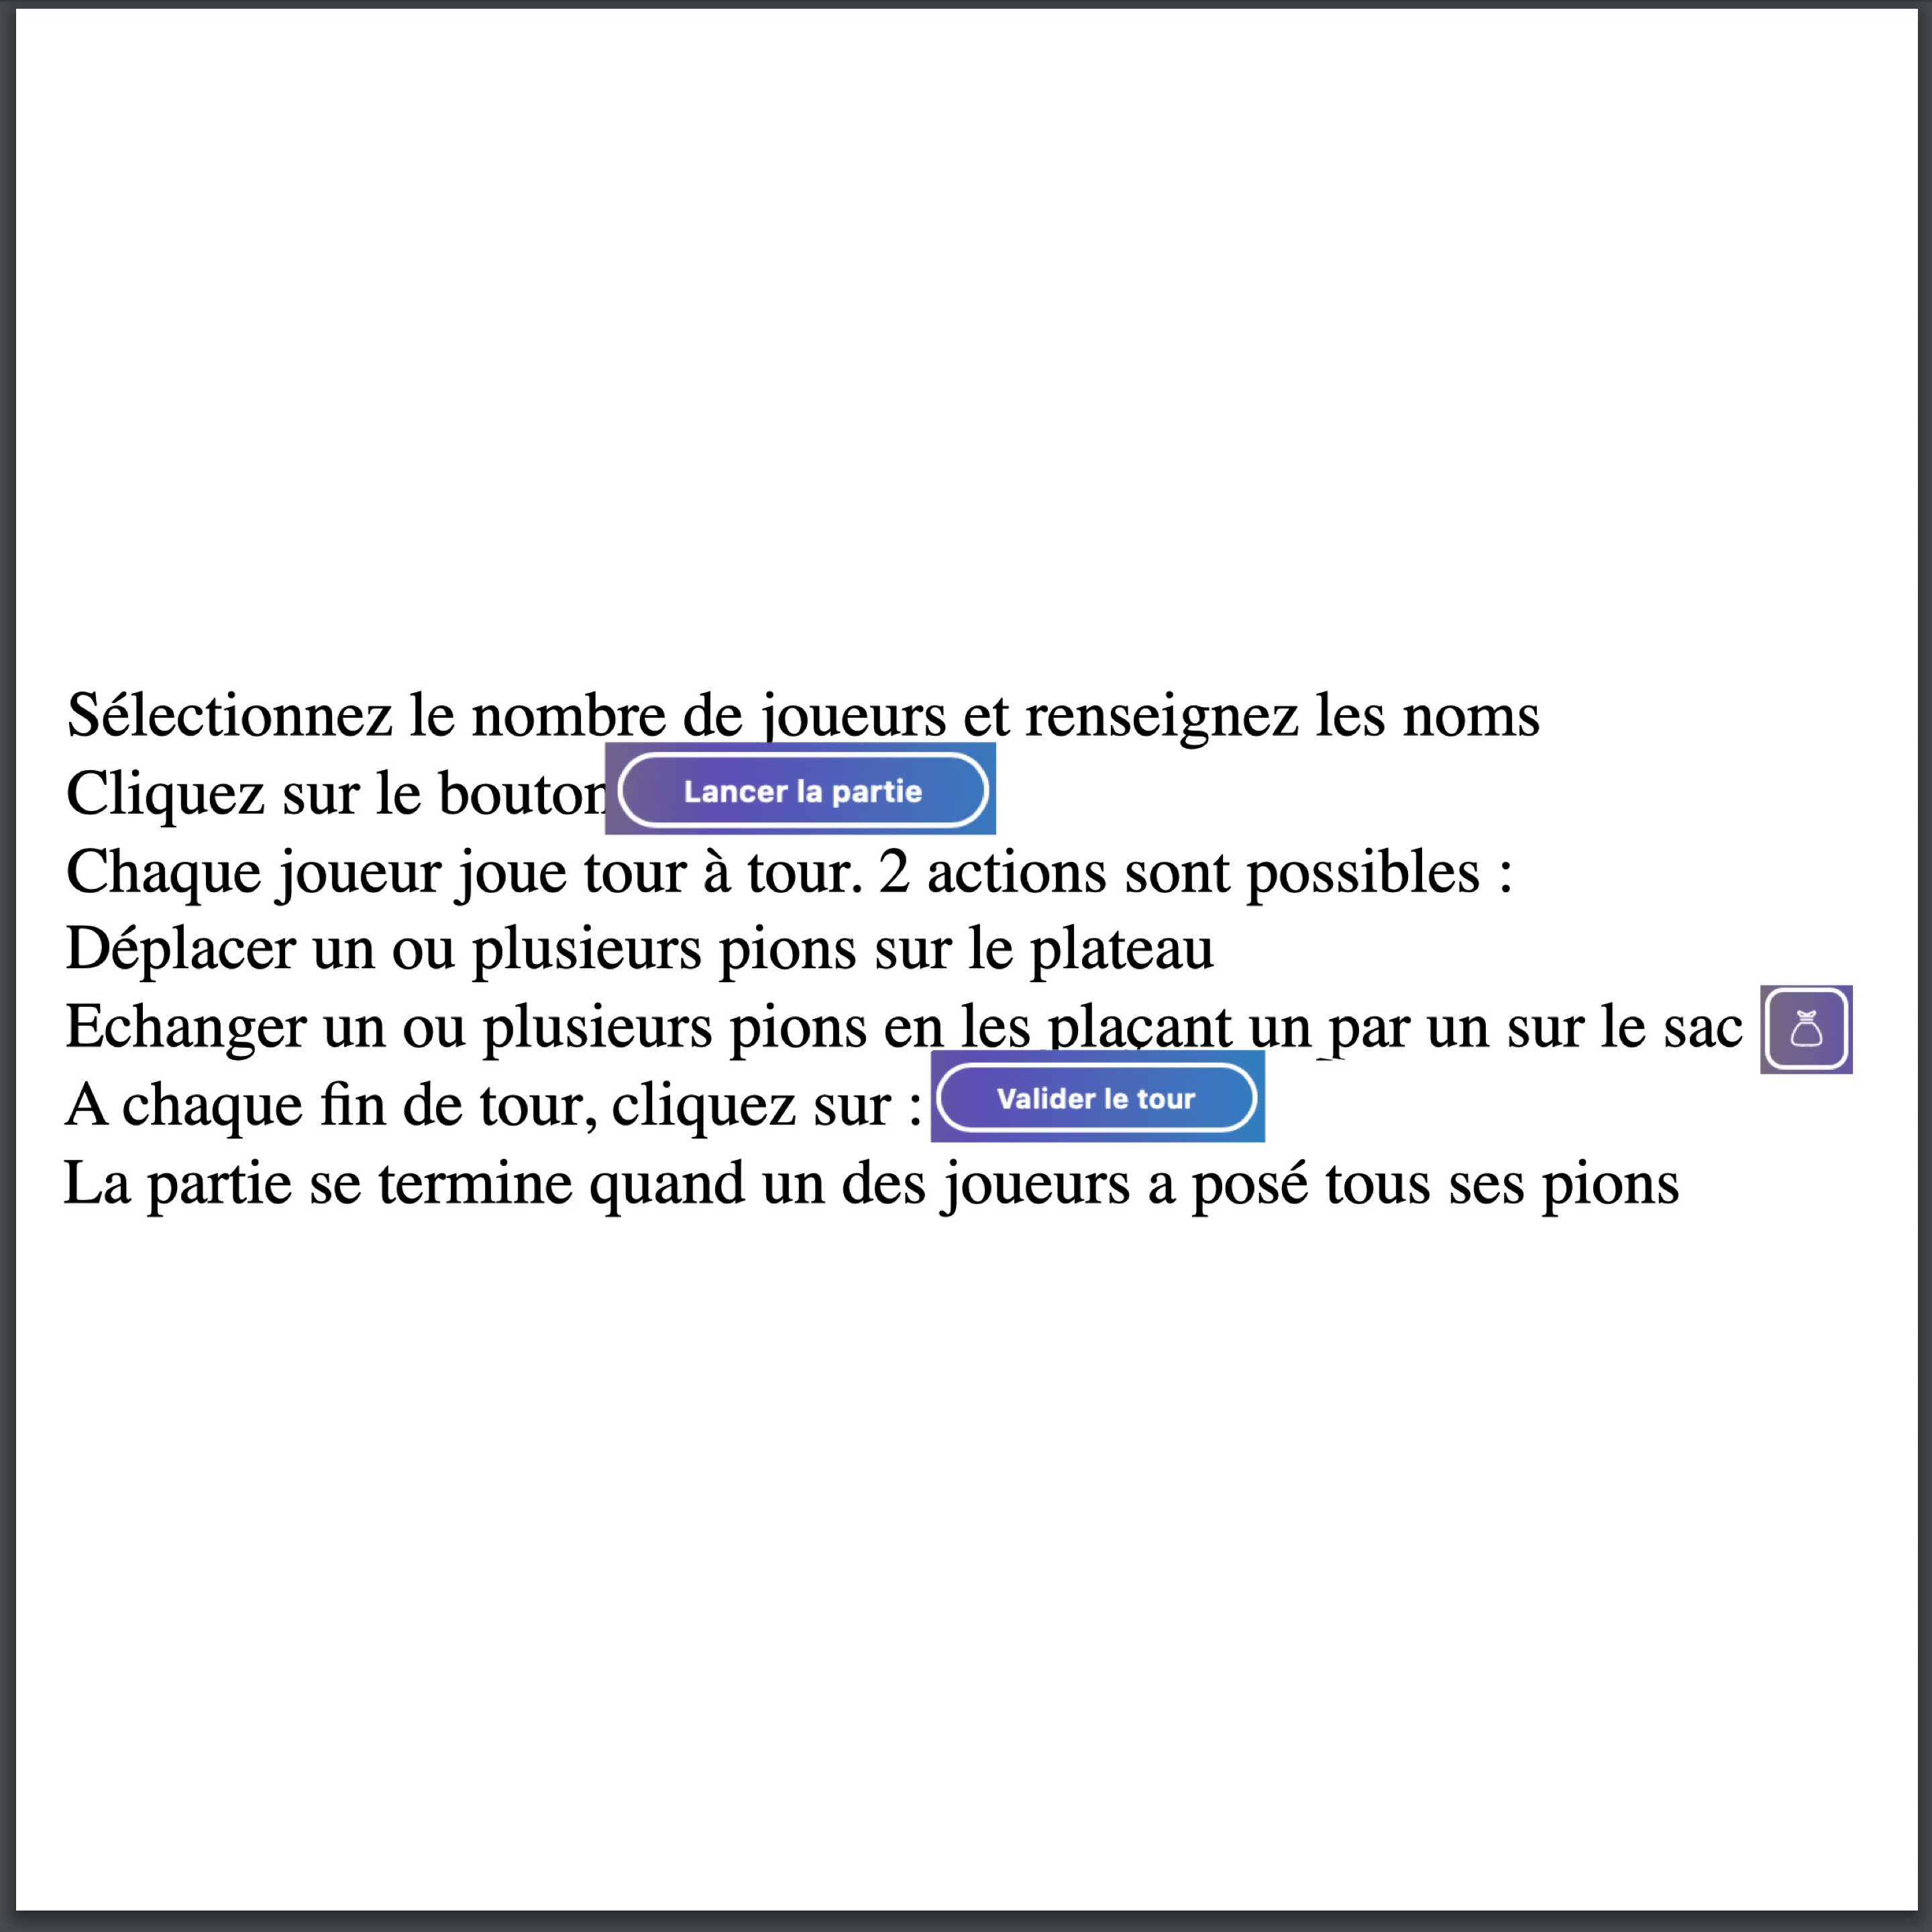 Sélectionnez le nombre de joueurs et renseignez les noms
Cliquez sur le bouton Lancer la partie
Chaque joueur joue tour à tour. 2 actions sont possibles :
Déplacer un ou plusieurs pions sur le plateau
Echanger un ou plusieurs pions en les plaçant un par un sur le sac
A chaque fin de tour, cliquez sur : Valider le tour
La partie se termine quand un des joueurs a posé tous ses pions